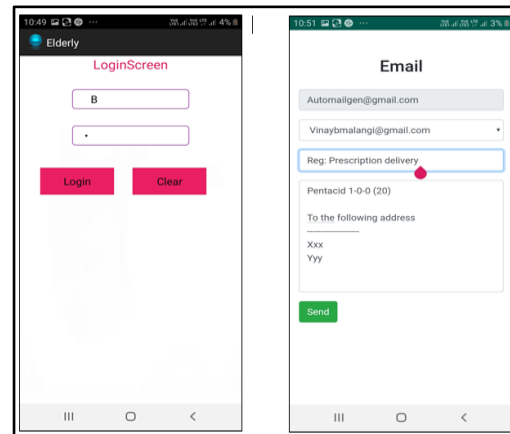 10:49
4%
Elderly
LoginScreen
B
Login
Clear
10:51
3%
Email
Automailgen@gmail.com
Vinaybmalangi@gmail.com
Reg: Prescription delivery
Pentacid 1-0-0 (20)
To the following address
--------------------
Xxx
Yyy
Send